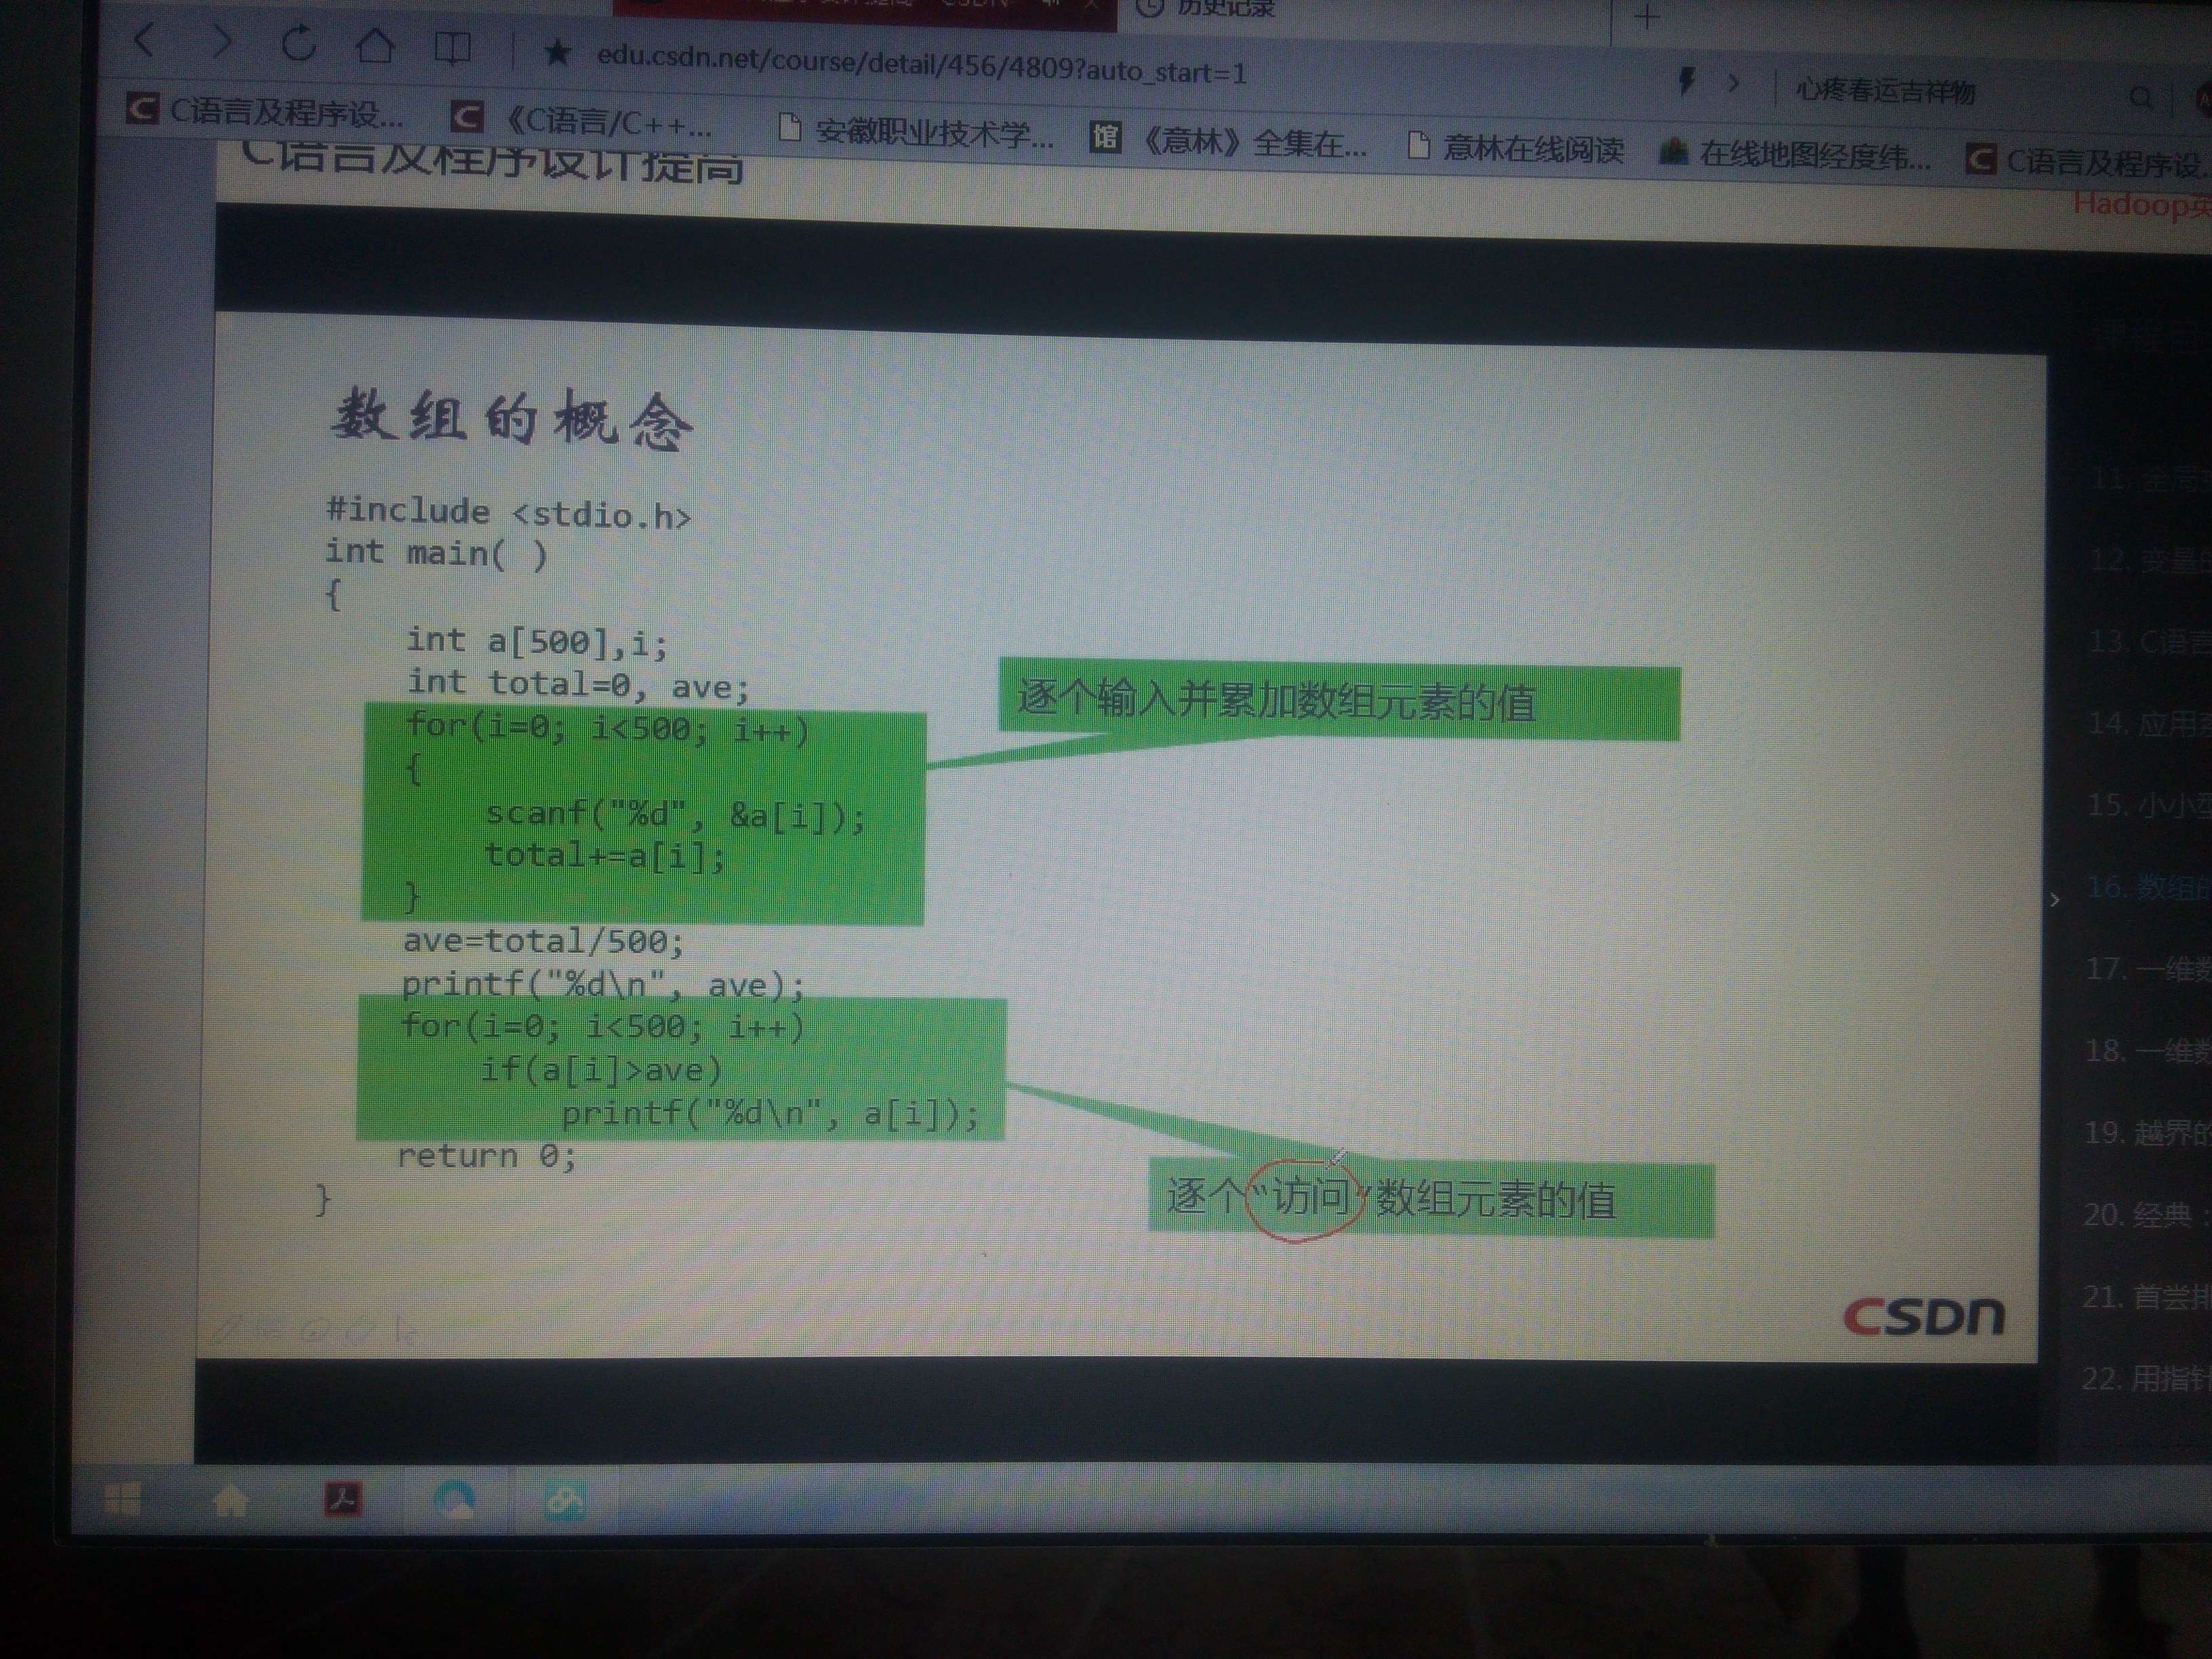 历史记录
edu.csdn.net/course/detail/456/4809?auto_start=1
心疼春运吉祥物
C语言及程序设...
《C语言/C++...
安徽职业技术学...
馆
《意林》全集在...
意林在线阅读
在线地图经度纬...
C语言及程序设...
C语言及程序设计提高
Hadoop英
数组的概念
#include <stdio.h>
int main( )
{
int a[500],i;
int total=0, ave;
for(i=0; i<500; i++)
{
scanf("%d", &a[i]);
total+=a[i];
}
ave=total/500;
printf("%d\n", ave);
for(i=0; i<500; i++)
if(a[i]>ave)
printf("%d\n", a[i]);
return 0;
}
逐个输入并累加数组元素的值
逐个“访问”数组元素的值
CSDN
11. 全局
12. 变量的
13. C语言
14. 应用
15. 小小
16. 数组的
17. 一维数
18. 一维数
19. 越界的
20. 经典:
21. 首尝排
22. 用指针